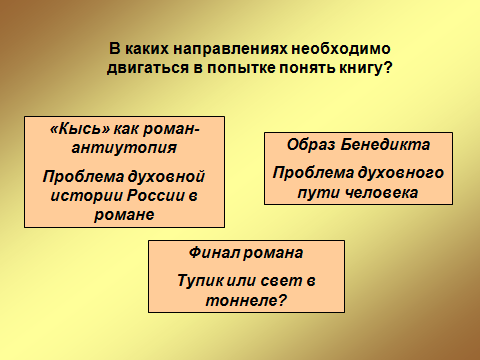 В каких направлениях необходимо
двигаться в попытке понять книгу?
«Кысь» как роман-
антиутопия
Проблема духовной
истории России в
романе
Образ Бенедикта
Проблема духовного
пути человека
Финал романа
Тупик или свет в
тоннеле?